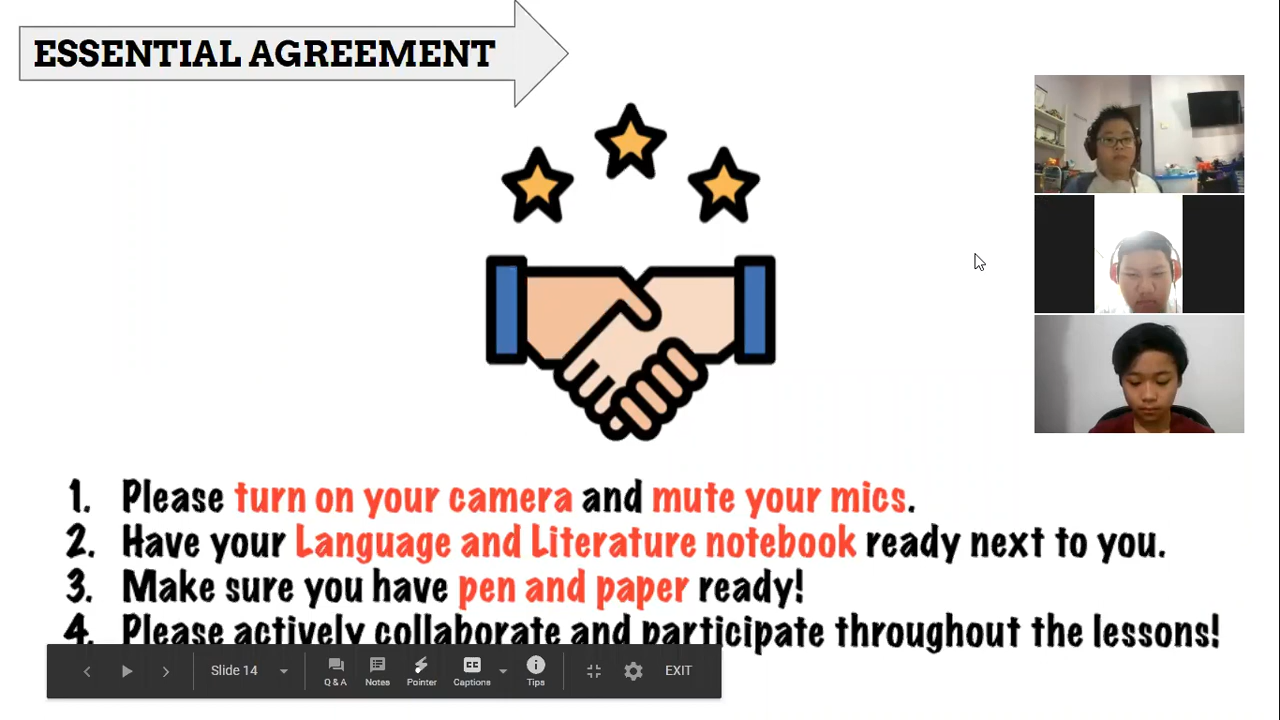 ESSENTIAL AGREEMENT
1. Please turn on your camera and mute your mics.
2. Have your Language and Literature notebook ready next to you.
3. Make sure you have pen and paper ready!
4. Please actively collaborate and participate throughout the lessons!
Slide 14
Q & A
Notes
Pointer
Captions
Tips
EXIT